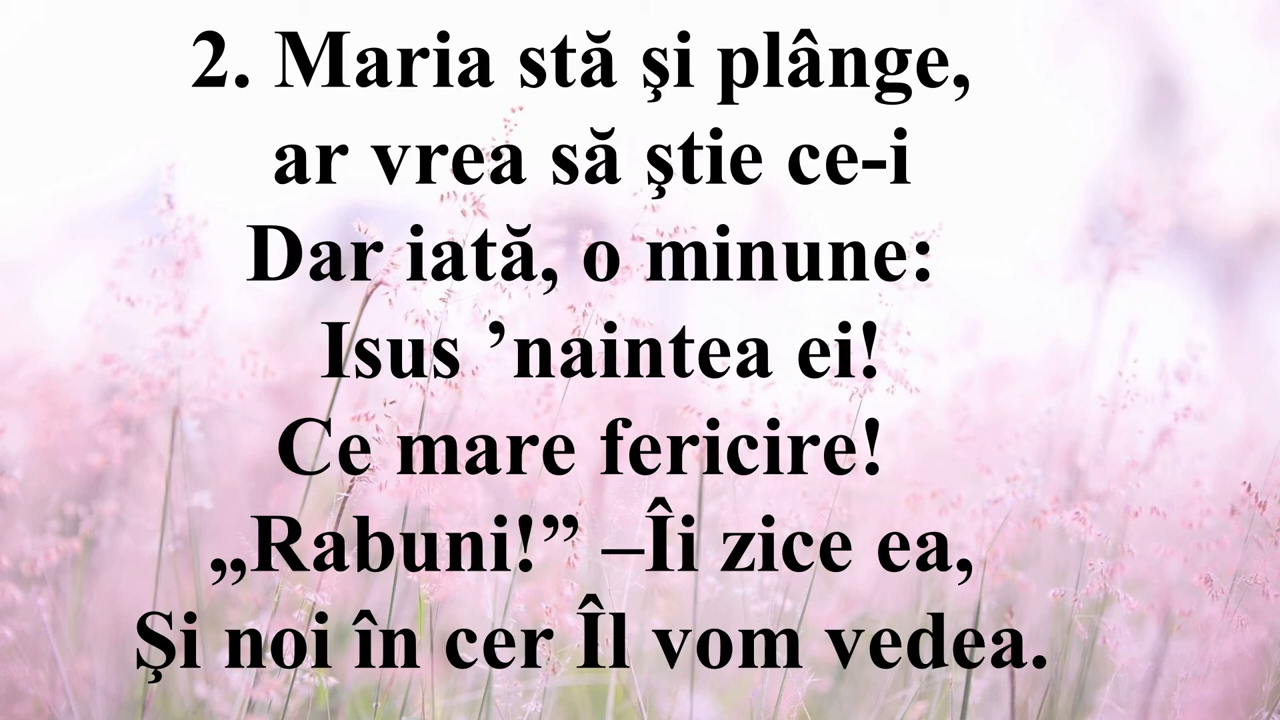 2. Maria stă şi plânge,
ar vrea să ştie ce-i
Dar iată, o minune:
Isus ’naintea ei!
Ce mare fericire!
„Rabuni!” –Îi zice ea,
Şi noi în cer Îl vom vedea.